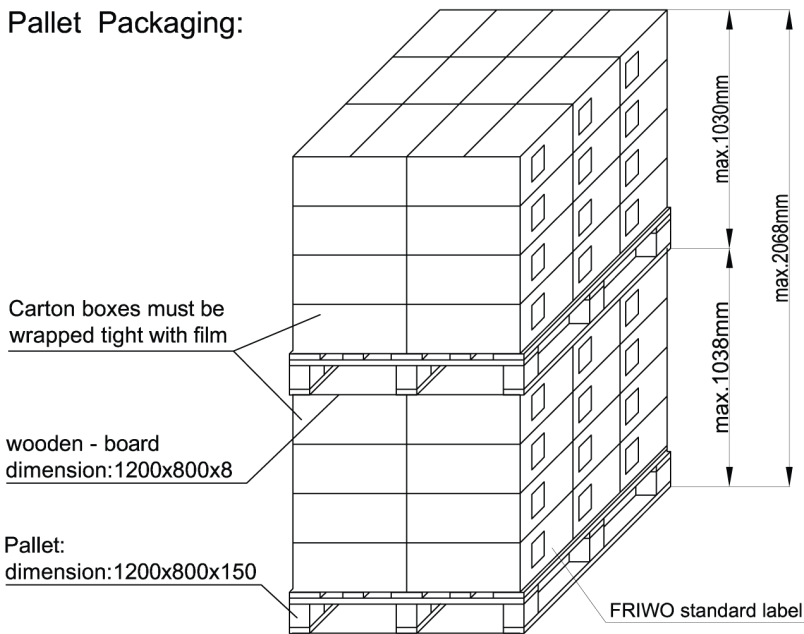 Pallet Packaging:
max.1030mm
max.2068mm
Carton boxes must be
wrapped tight with film
max.1038mm
wooden - board
dimension:1200x800x8
Pallet:
dimension:1200x800x150
FRIWO standard label